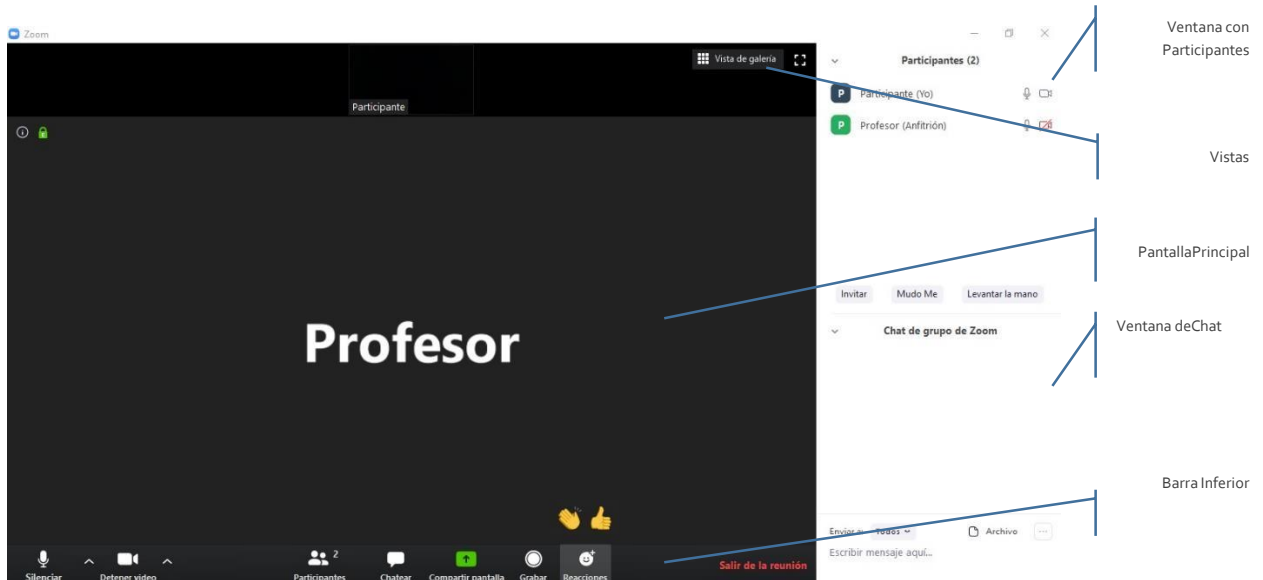 Zoom
Vista de galería
Participante
Profesor
Silenciar
Detener video
Participantes
2
Chatear
Compartir pantalla
Grabar
Reacciones
Salir de la reunión
Participantes (2)
P Participante (Yo)
P Profesor (Anfitrión)
Invitar
Mudo Me
Levantar la mano
Chat de grupo de Zoom
Enviar a: Todos
Archivo
Escribir mensaje aquí...
Ventana con
Participantes
Vistas
PantallaPrincipal
Ventana deChat
Barra Inferior